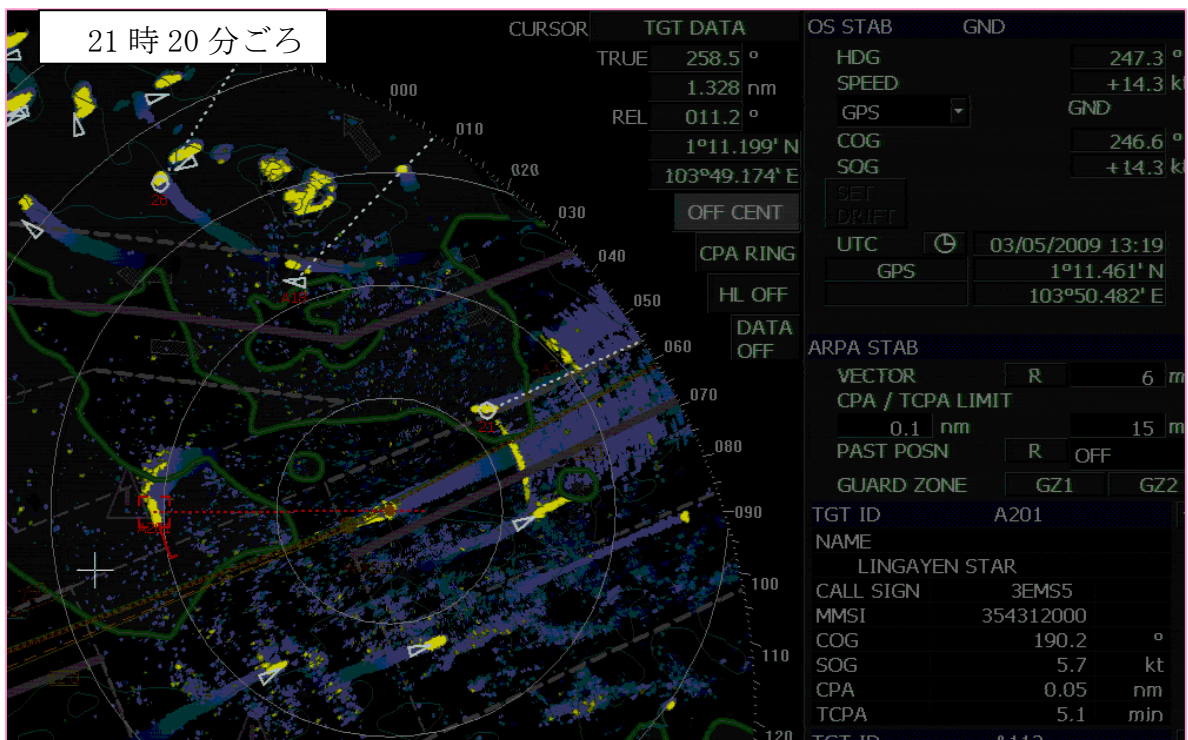 21時20分ごろ
CURSOR TGT DATA
TRUE 258.5 °
1.328 nm
REL 011.2 °
1°11.199' N
103°49.174' E
OFF CENT
CPA RING
HL OFF
DATA
OFF
OS STAB GND
HDG 247.3 °
SPEED +14.3 kt
GPS GND
COG 246.6 °
SOG +14.3 kt
SET
DRIFT
UTC 03/05/2009 13:19
GPS 1°11.461' N
103°50.482' E
ARPA STAB
VECTOR R 6 m
CPA / TCPA LIMIT
0.1 nm 15 m
PAST POSN R OFF
GUARD ZONE GZ1 GZ2
TGT ID A201
NAME
LINGAYEN STAR
CALL SIGN 3EMS5
MMSI 354312000
COG 190.2 °
SOG 5.7 kt
CPA 0.05 nm
TCPA 5.1 min
TGT ID
000
010
020
030
040
050
060
070
080
090
100
110
120
21